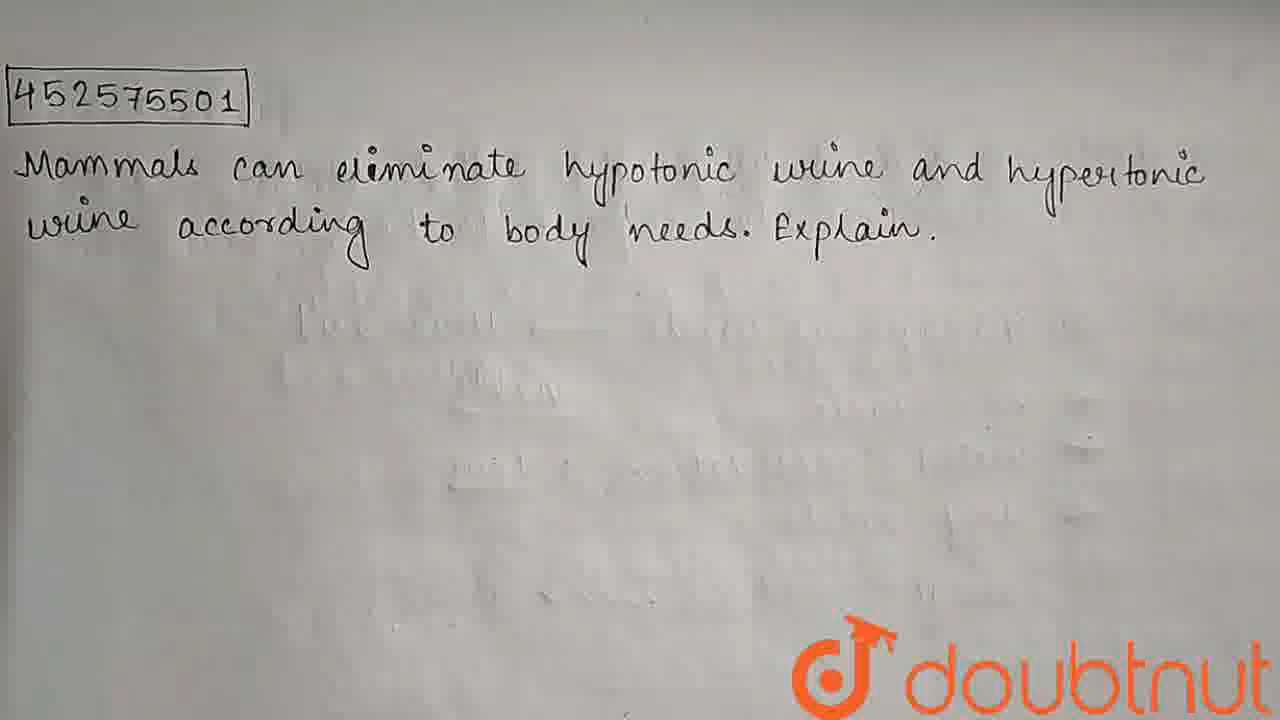 452575501
Mammals can eliminate hypotonic urine and hypertonic
urine according to body needs. Explain.
doubtnut